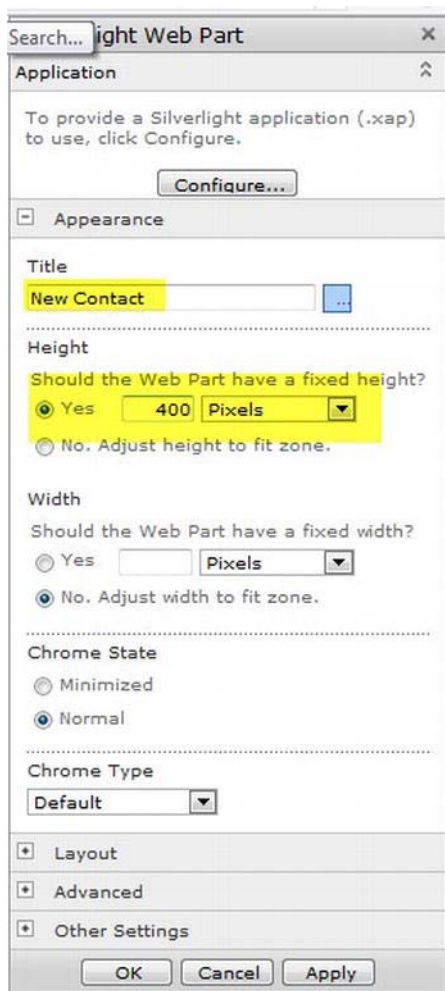 Search...
ight Web Part
Application
To provide a Silverlight application (.xap)
to use, click Configure.
Configure...
Appearance
Title
New Contact
...
Height
Should the Web Part have a fixed height?
Yes 400 Pixels
No. Adjust height to fit zone.
Width
Should the Web Part have a fixed width?
Yes Pixels
No. Adjust width to fit zone.
Chrome State
Minimized
Normal
Chrome Type
Default
Layout
Advanced
Other Settings
OK Cancel Apply